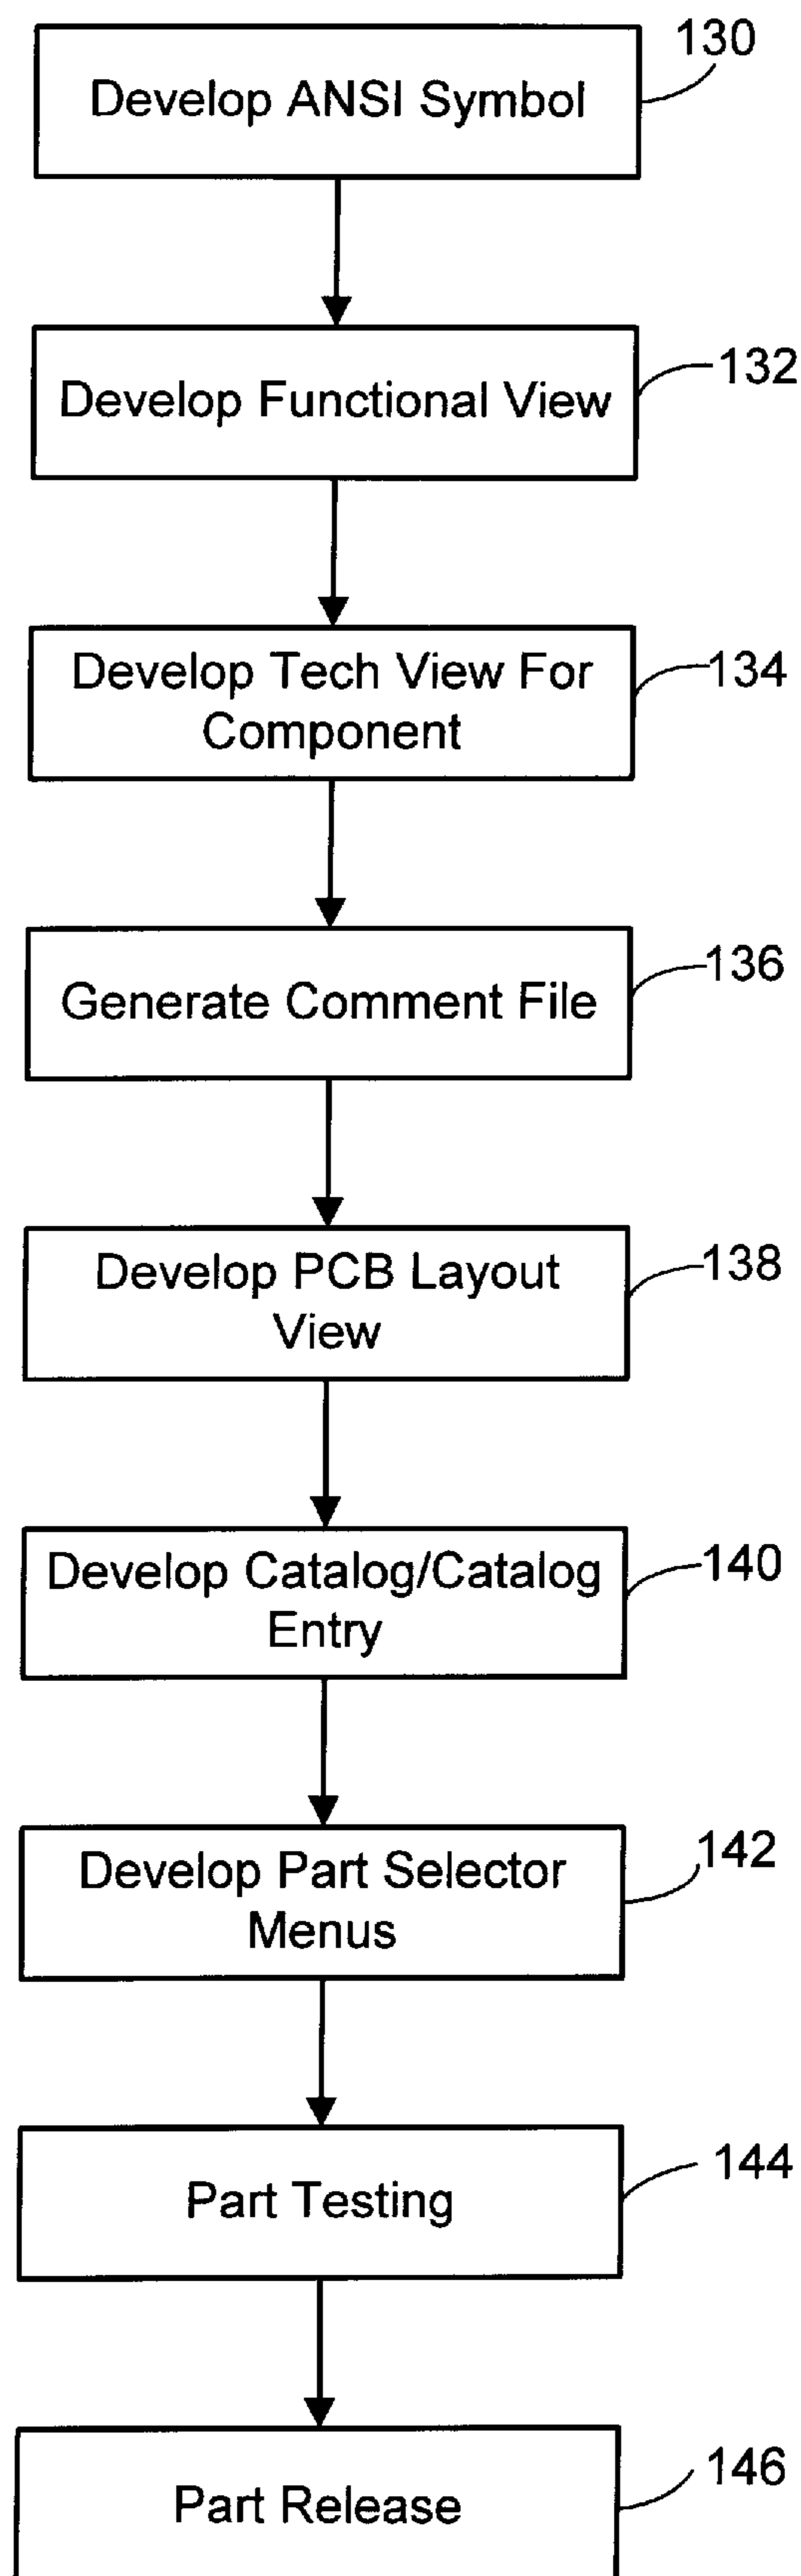 130
Develop ANSI Symbol
132
Develop Functional View
134
Develop Tech View For
Component
136
Generate Comment File
138
Develop PCB Layout
View
140
Develop Catalog/Catalog
Entry
142
Develop Part Selector
Menus
144
Part Testing
146
Part Release